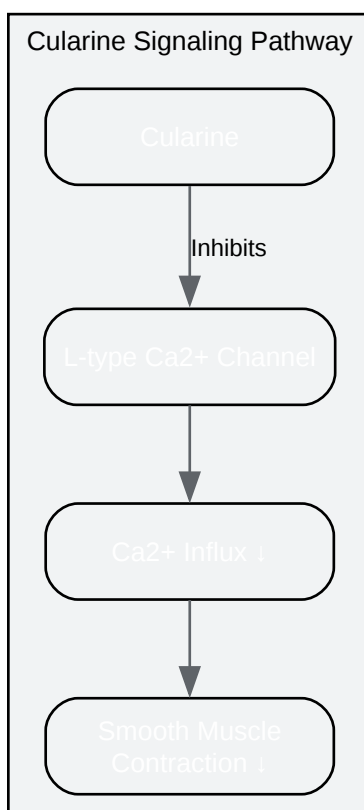 Cularine Signaling Pathway
Cularine
Inhibits
L-type Ca2+ Channel
Ca2+ Influx ↓
Smooth Muscle
Contraction ↓